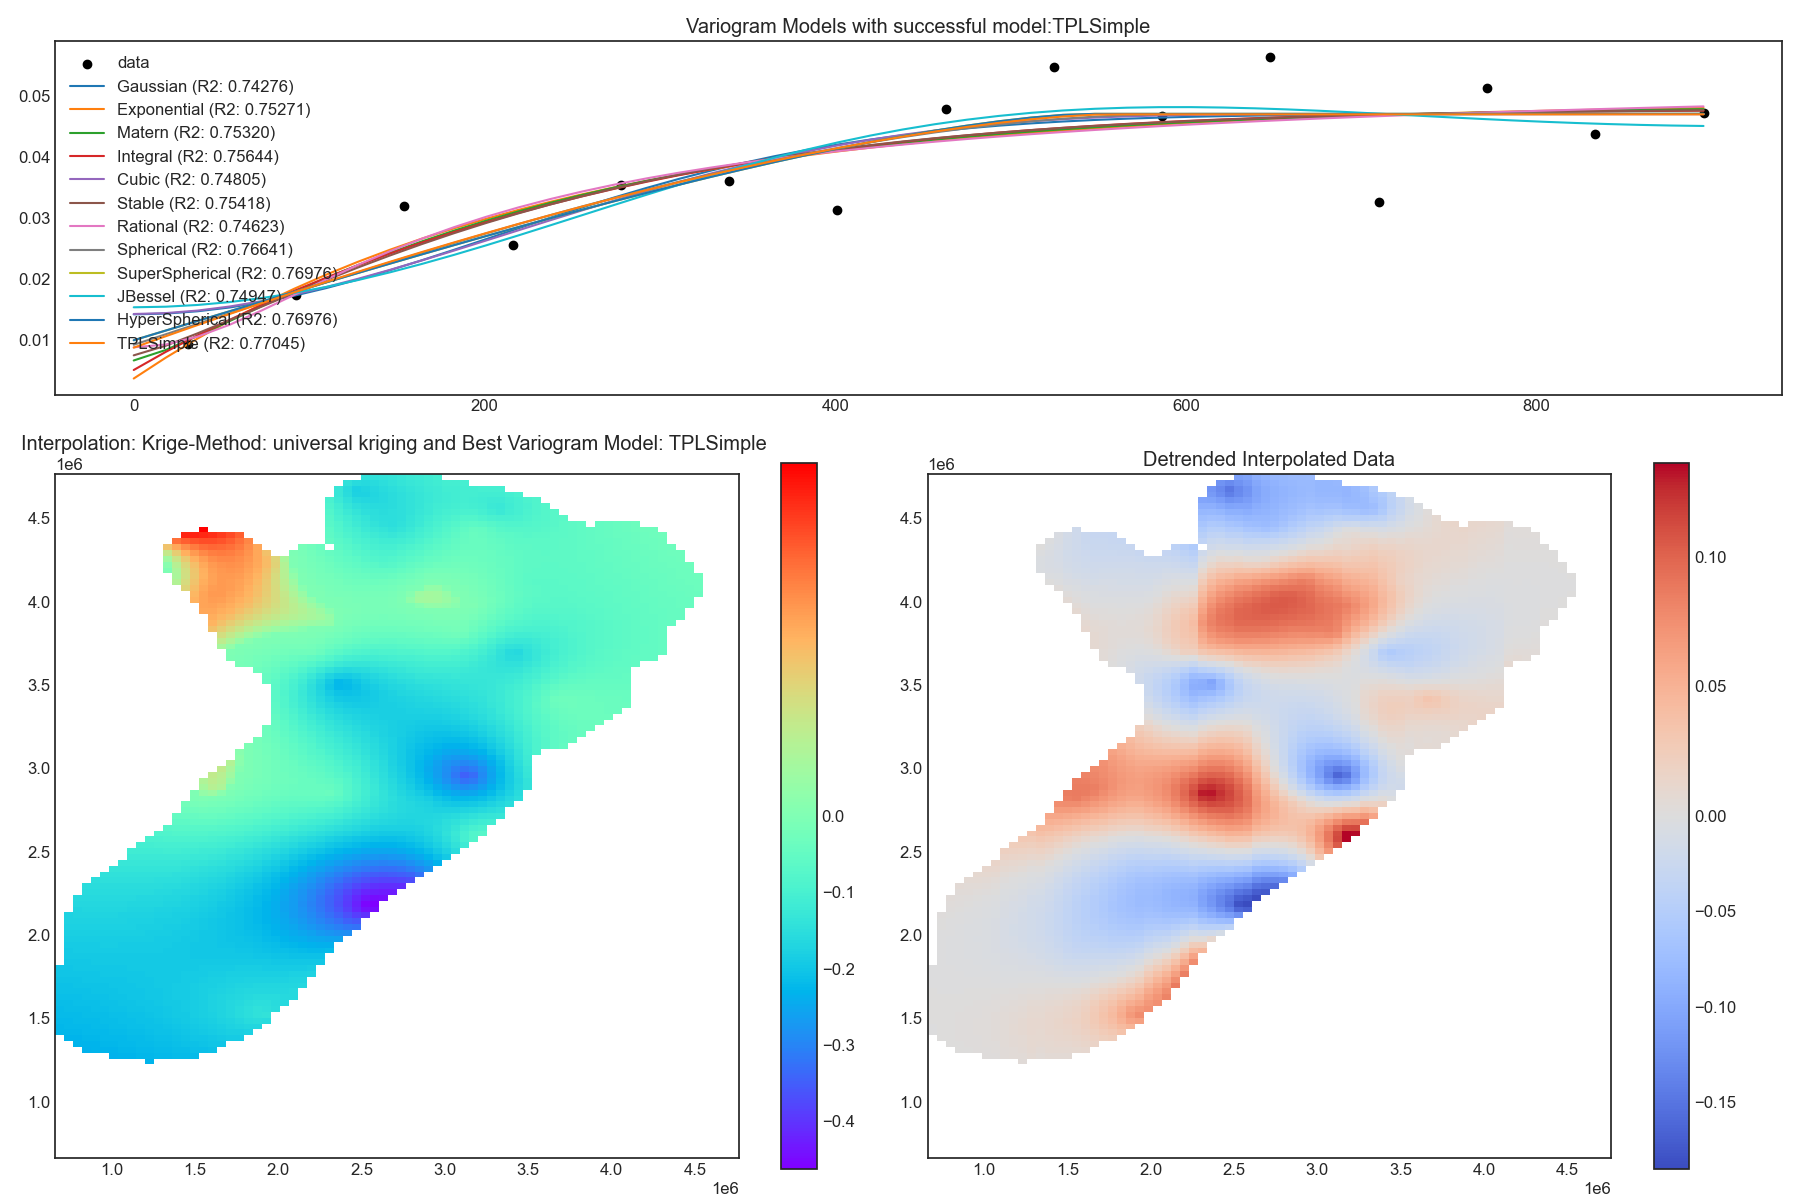 Variogram Models with successful model:TPLSimple
data
Gaussian (R2: 0.74276)
Exponential (R2: 0.75271)
Matern (R2: 0.75320)
Integral (R2: 0.75644)
Cubic (R2: 0.74805)
Stable (R2: 0.75418)
Rational (R2: 0.74623)
Spherical (R2: 0.76641)
SuperSpherical (R2: 0.76976)
JBessel (R2: 0.74947)
HyperSpherical (R2: 0.76976)
TPLSimple (R2: 0.77045)
0.05
0.04
0.03
0.02
0.01
0 200 400 600 800
Interpolation: Krige-Method: universal kriging and Best Variogram Model: TPLSimple
1e6
4.5
4.0
3.5
3.0
2.5
2.0
1.5
1.0
1.0 1.5 2.0 2.5 3.0 3.5 4.0 4.5
1e6
0.0
−0.1
−0.2
−0.3
−0.4
Detrended Interpolated Data
1e6
4.5
4.0
3.5
3.0
2.5
2.0
1.5
1.0
1.0 1.5 2.0 2.5 3.0 3.5 4.0 4.5
1e6
0.10
0.05
0.00
−0.05
−0.10
−0.15